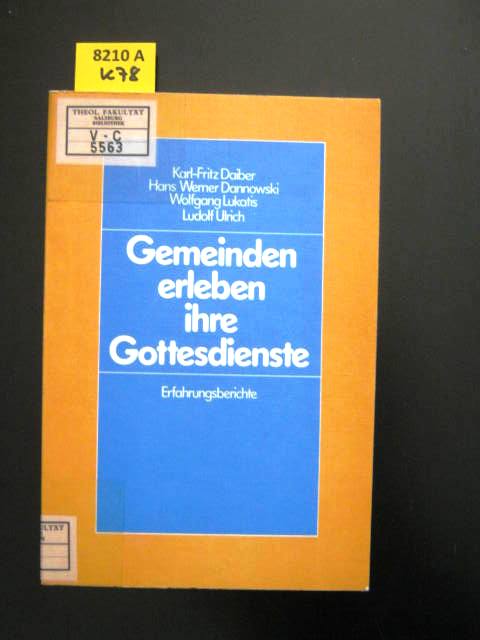 8210 A
K78
THEOL. FAKULTÄT
SALZBURG
BIBLIOTHEK
V - C
5563
Karl-Fritz Daiber
Hans Werner Dannowski
Wolfgang Lukatis
Ludolf Ulrich
Gemeinden
erleben
ihre
Gottesdienste
Erfahrungsberichte